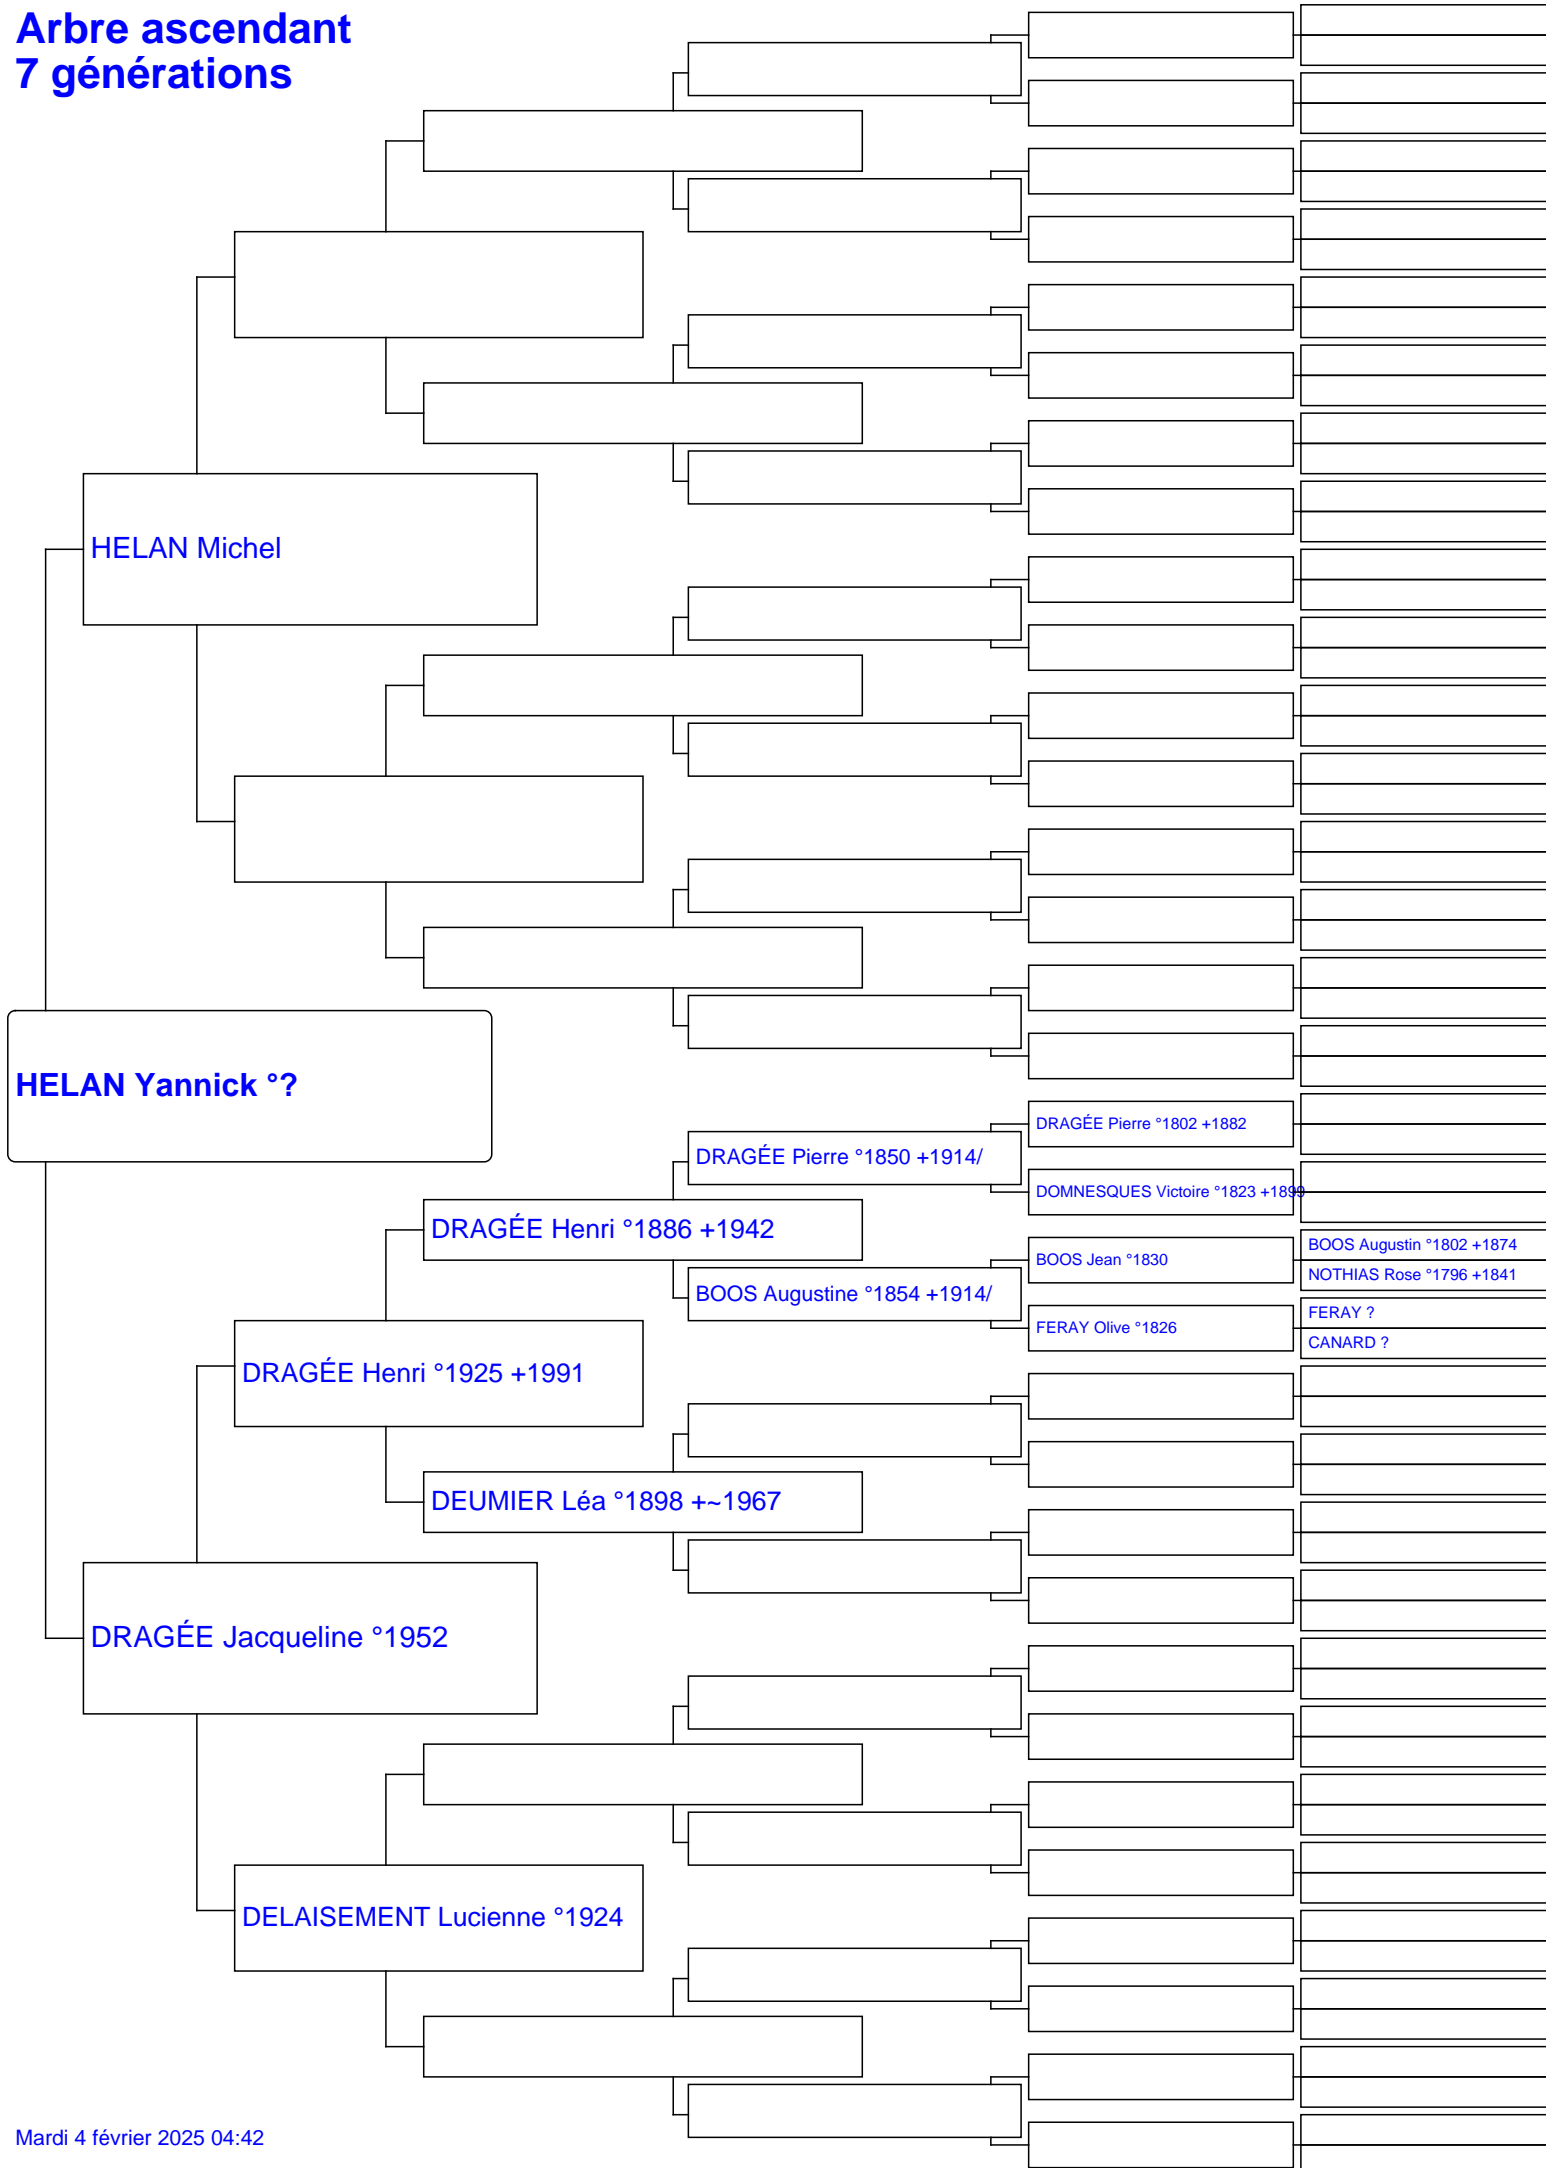 Arbre ascendant
7 générations
HELAN Michel
HELAN Yannick °?
DRAGÉE Pierre °1802 +1882
DRAGÉE Pierre °1850 +1914/
DOMNESQUES Victoire °1823 +1899
DRAGÉE Henri °1886 +1942
BOOS Augustin °1802 +1874
BOOS Jean °1830
NOTHIAS Rose °1796 +1841
BOOS Augustine °1854 +1914/
FERAY ?
FERAY Olive °1826
CANARD ?
DRAGÉE Henri °1925 +1991
DEUMIER Léa °1898 +~1967
DRAGÉE Jacqueline °1952
DELAISEMENT Lucienne °1924
Mardi 4 février 2025 04:42